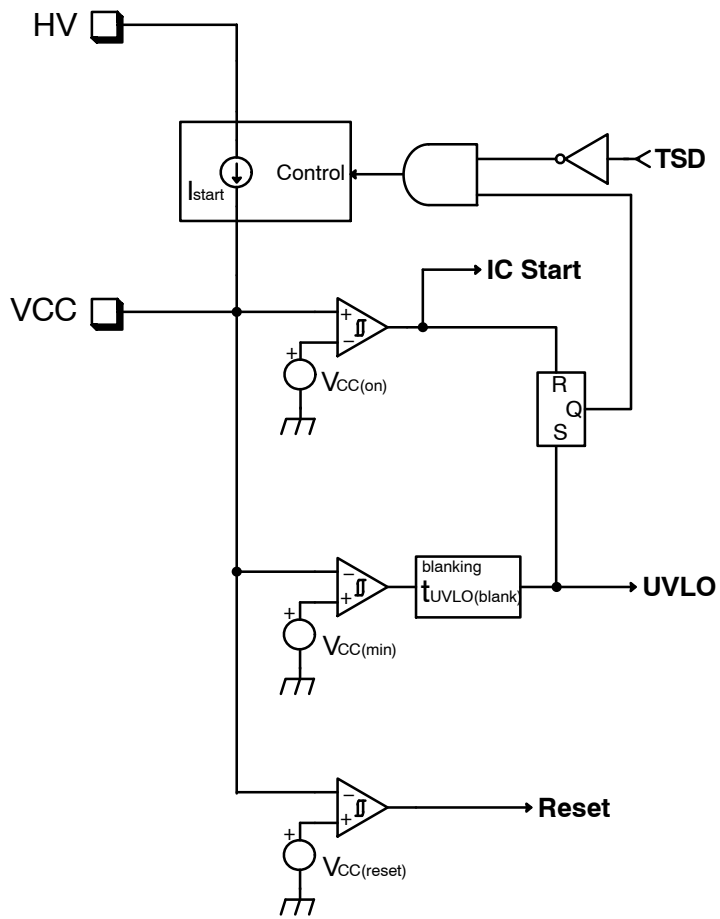 HV
TSD
Control
Istart
IC Start
VCC
+
−
+
VCC(on)
R
Q
S
blanking
tUVLO(blank)
−
+
+
UVLO
VCC(min)
−
+
+
Reset
VCC(reset)